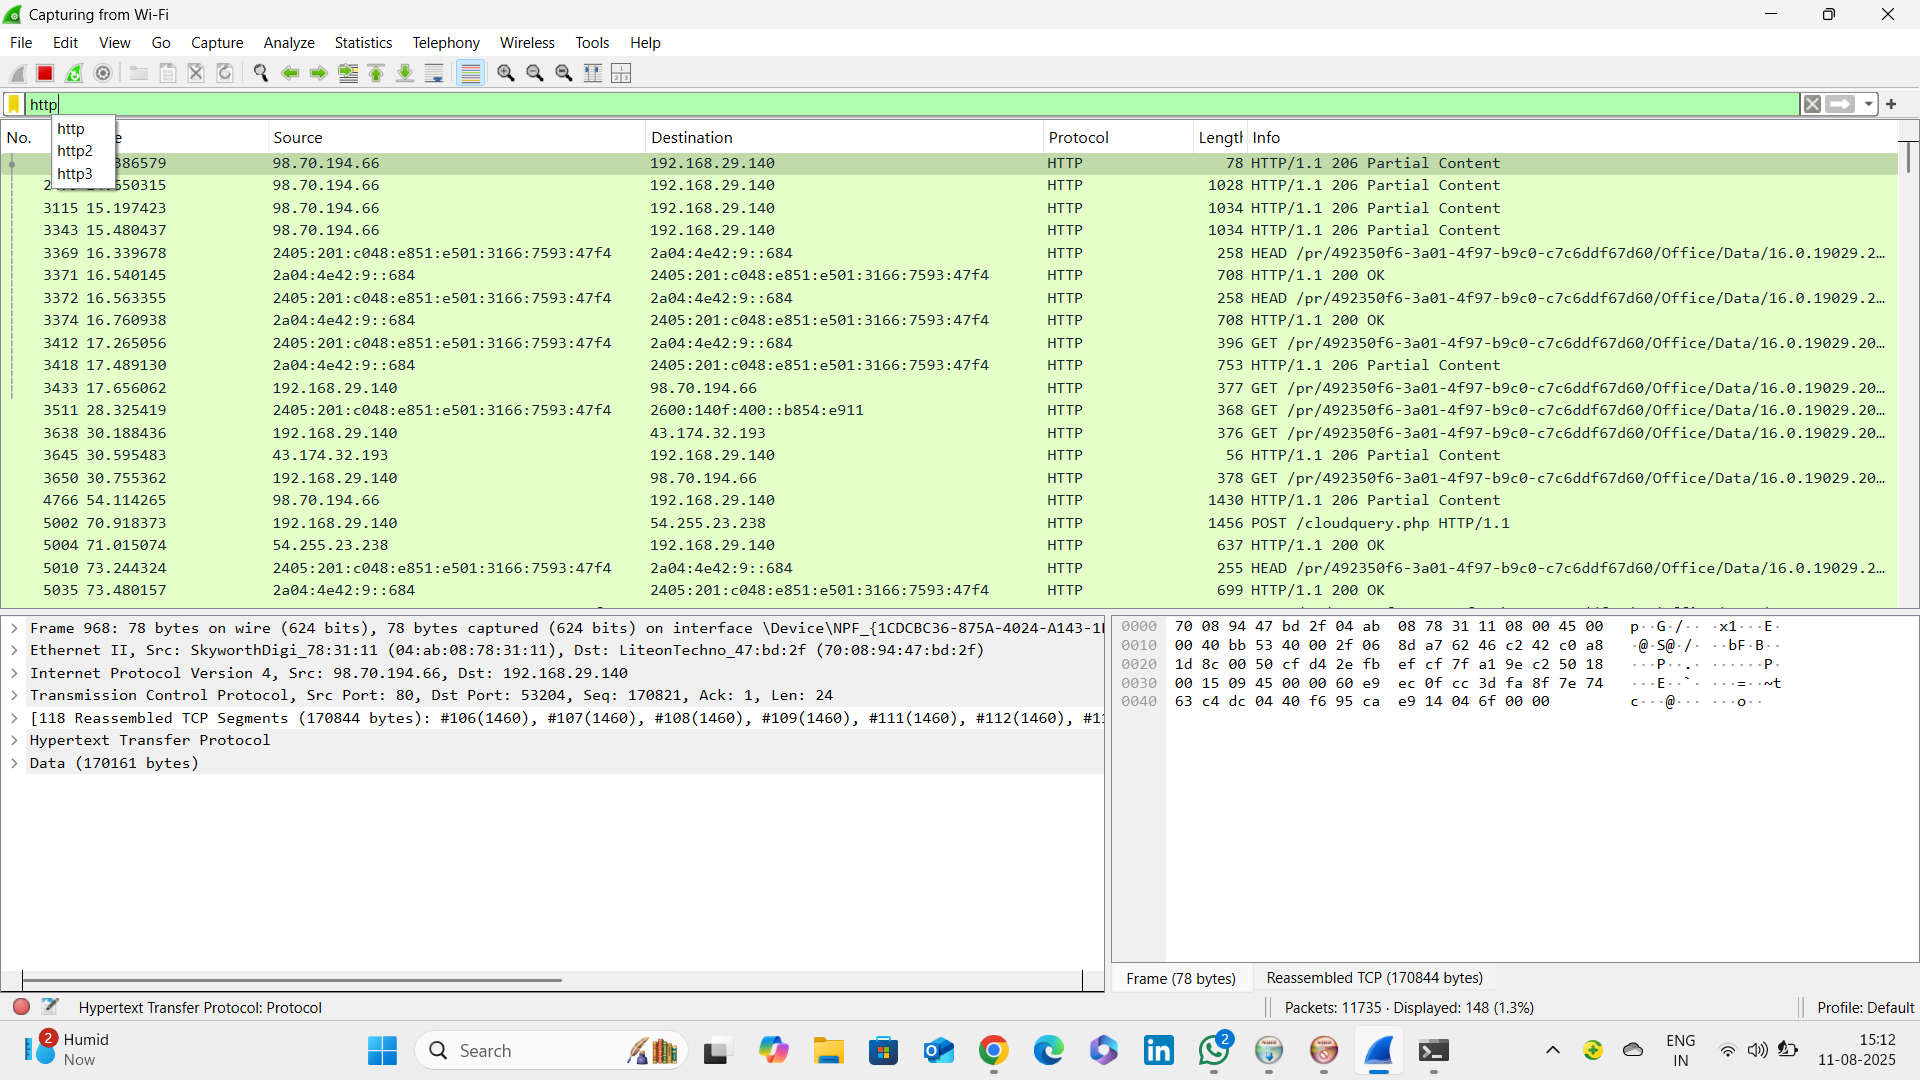 Capturing from Wi-Fi
File Edit View Go Capture Analyze Statistics Telephony Wireless Tools Help
http
http
http2
http3
No. Source Destination Protocol Length Info
386579 98.70.194.66 192.168.29.140 HTTP 78 HTTP/1.1 206 Partial Content
650315 98.70.194.66 192.168.29.140 HTTP 1028 HTTP/1.1 206 Partial Content
3115 15.197423 98.70.194.66 192.168.29.140 HTTP 1034 HTTP/1.1 206 Partial Content
3343 15.480437 98.70.194.66 192.168.29.140 HTTP 1034 HTTP/1.1 206 Partial Content
3369 16.339678 2405:201:c048:e851:e501:3166:7593:47f4 2a04:4e42:9::684 HTTP 258 HEAD /pr/492350f6-3a01-4f97-b9c0-c7c6ddf67d60/Office/Data/16.0.19029.2…
3371 16.540145 2a04:4e42:9::684 2405:201:c048:e851:e501:3166:7593:47f4 HTTP 708 HTTP/1.1 200 OK
3372 16.563355 2405:201:c048:e851:e501:3166:7593:47f4 2a04:4e42:9::684 HTTP 258 HEAD /pr/492350f6-3a01-4f97-b9c0-c7c6ddf67d60/Office/Data/16.0.19029.2…
3374 16.760938 2a04:4e42:9::684 2405:201:c048:e851:e501:3166:7593:47f4 HTTP 708 HTTP/1.1 200 OK
3412 17.265056 2405:201:c048:e851:e501:3166:7593:47f4 2a04:4e42:9::684 HTTP 396 GET /pr/492350f6-3a01-4f97-b9c0-c7c6ddf67d60/Office/Data/16.0.19029.20…
3418 17.489130 2a04:4e42:9::684 2405:201:c048:e851:e501:3166:7593:47f4 HTTP 753 HTTP/1.1 206 Partial Content
3433 17.656062 192.168.29.140 98.70.194.66 HTTP 377 GET /pr/492350f6-3a01-4f97-b9c0-c7c6ddf67d60/Office/Data/16.0.19029.20…
3511 28.325419 2405:201:c048:e851:e501:3166:7593:47f4 2600:140f:400::b854:e911 HTTP 368 GET /pr/492350f6-3a01-4f97-b9c0-c7c6ddf67d60/Office/Data/16.0.19029.20…
3638 30.188436 192.168.29.140 43.174.32.193 HTTP 376 GET /pr/492350f6-3a01-4f97-b9c0-c7c6ddf67d60/Office/Data/16.0.19029.20…
3645 30.595483 43.174.32.193 192.168.29.140 HTTP 56 HTTP/1.1 206 Partial Content
3650 30.755362 192.168.29.140 98.70.194.66 HTTP 378 GET /pr/492350f6-3a01-4f97-b9c0-c7c6ddf67d60/Office/Data/16.0.19029.20…
4766 54.114265 98.70.194.66 192.168.29.140 HTTP 1430 HTTP/1.1 206 Partial Content
5002 70.918373 192.168.29.140 54.255.23.238 HTTP 1456 POST /cloudquery.php HTTP/1.1
5004 71.015074 54.255.23.238 192.168.29.140 HTTP 637 HTTP/1.1 200 OK
5010 73.244324 2405:201:c048:e851:e501:3166:7593:47f4 2a04:4e42:9::684 HTTP 255 HEAD /pr/492350f6-3a01-4f97-b9c0-c7c6ddf67d60/Office/Data/16.0.19029.2…
5035 73.480157 2a04:4e42:9::684 2405:201:c048:e851:e501:3166:7593:47f4 HTTP 699 HTTP/1.1 200 OK
Frame 968: 78 bytes on wire (624 bits), 78 bytes captured (624 bits) on interface \Device\NPF_{1CDCBC36-875A-4024-A143-1
Ethernet II, Src: SkyworthDigi_78:31:11 (04:ab:08:78:31:11), Dst: LiteonTechno_47:bd:2f (70:08:94:47:bd:2f)
Internet Protocol Version 4, Src: 98.70.194.66, Dst: 192.168.29.140
Transmission Control Protocol, Src Port: 80, Dst Port: 53204, Seq: 170821, Ack: 1, Len: 24
[118 Reassembled TCP Segments (170844 bytes): #106(1460), #107(1460), #108(1460), #109(1460), #111(1460), #112(1460), #11
Hypertext Transfer Protocol
Data (170161 bytes)
0000 70 08 94 47 bd 2f 04 ab 08 78 31 11 08 00 45 00 p··G·/·· ·x1···E·
0010 00 40 bb 53 40 00 2f 06 8d a7 62 46 c2 42 c0 a8 ·@·S@·/· ··bF·B··
0020 1d 8c 00 50 cf d4 2e fb ef cf 7f a1 9e c2 50 18 ···P··.· ······P·
0030 00 15 09 45 00 00 60 e9 ec 0f cc 3d fa 8f 7e 74 ···E··`· ···=··~t
0040 63 c4 dc 04 40 f6 95 ca e9 14 04 6f 00 00 c···@··· ···o··
Frame (78 bytes) Reassembled TCP (170844 bytes)
Hypertext Transfer Protocol: Protocol
Packets: 11735 · Displayed: 148 (1.3%)
Profile: Default
2
Humid
Now
Search
2
ENG
IN
15:12
11-08-2025